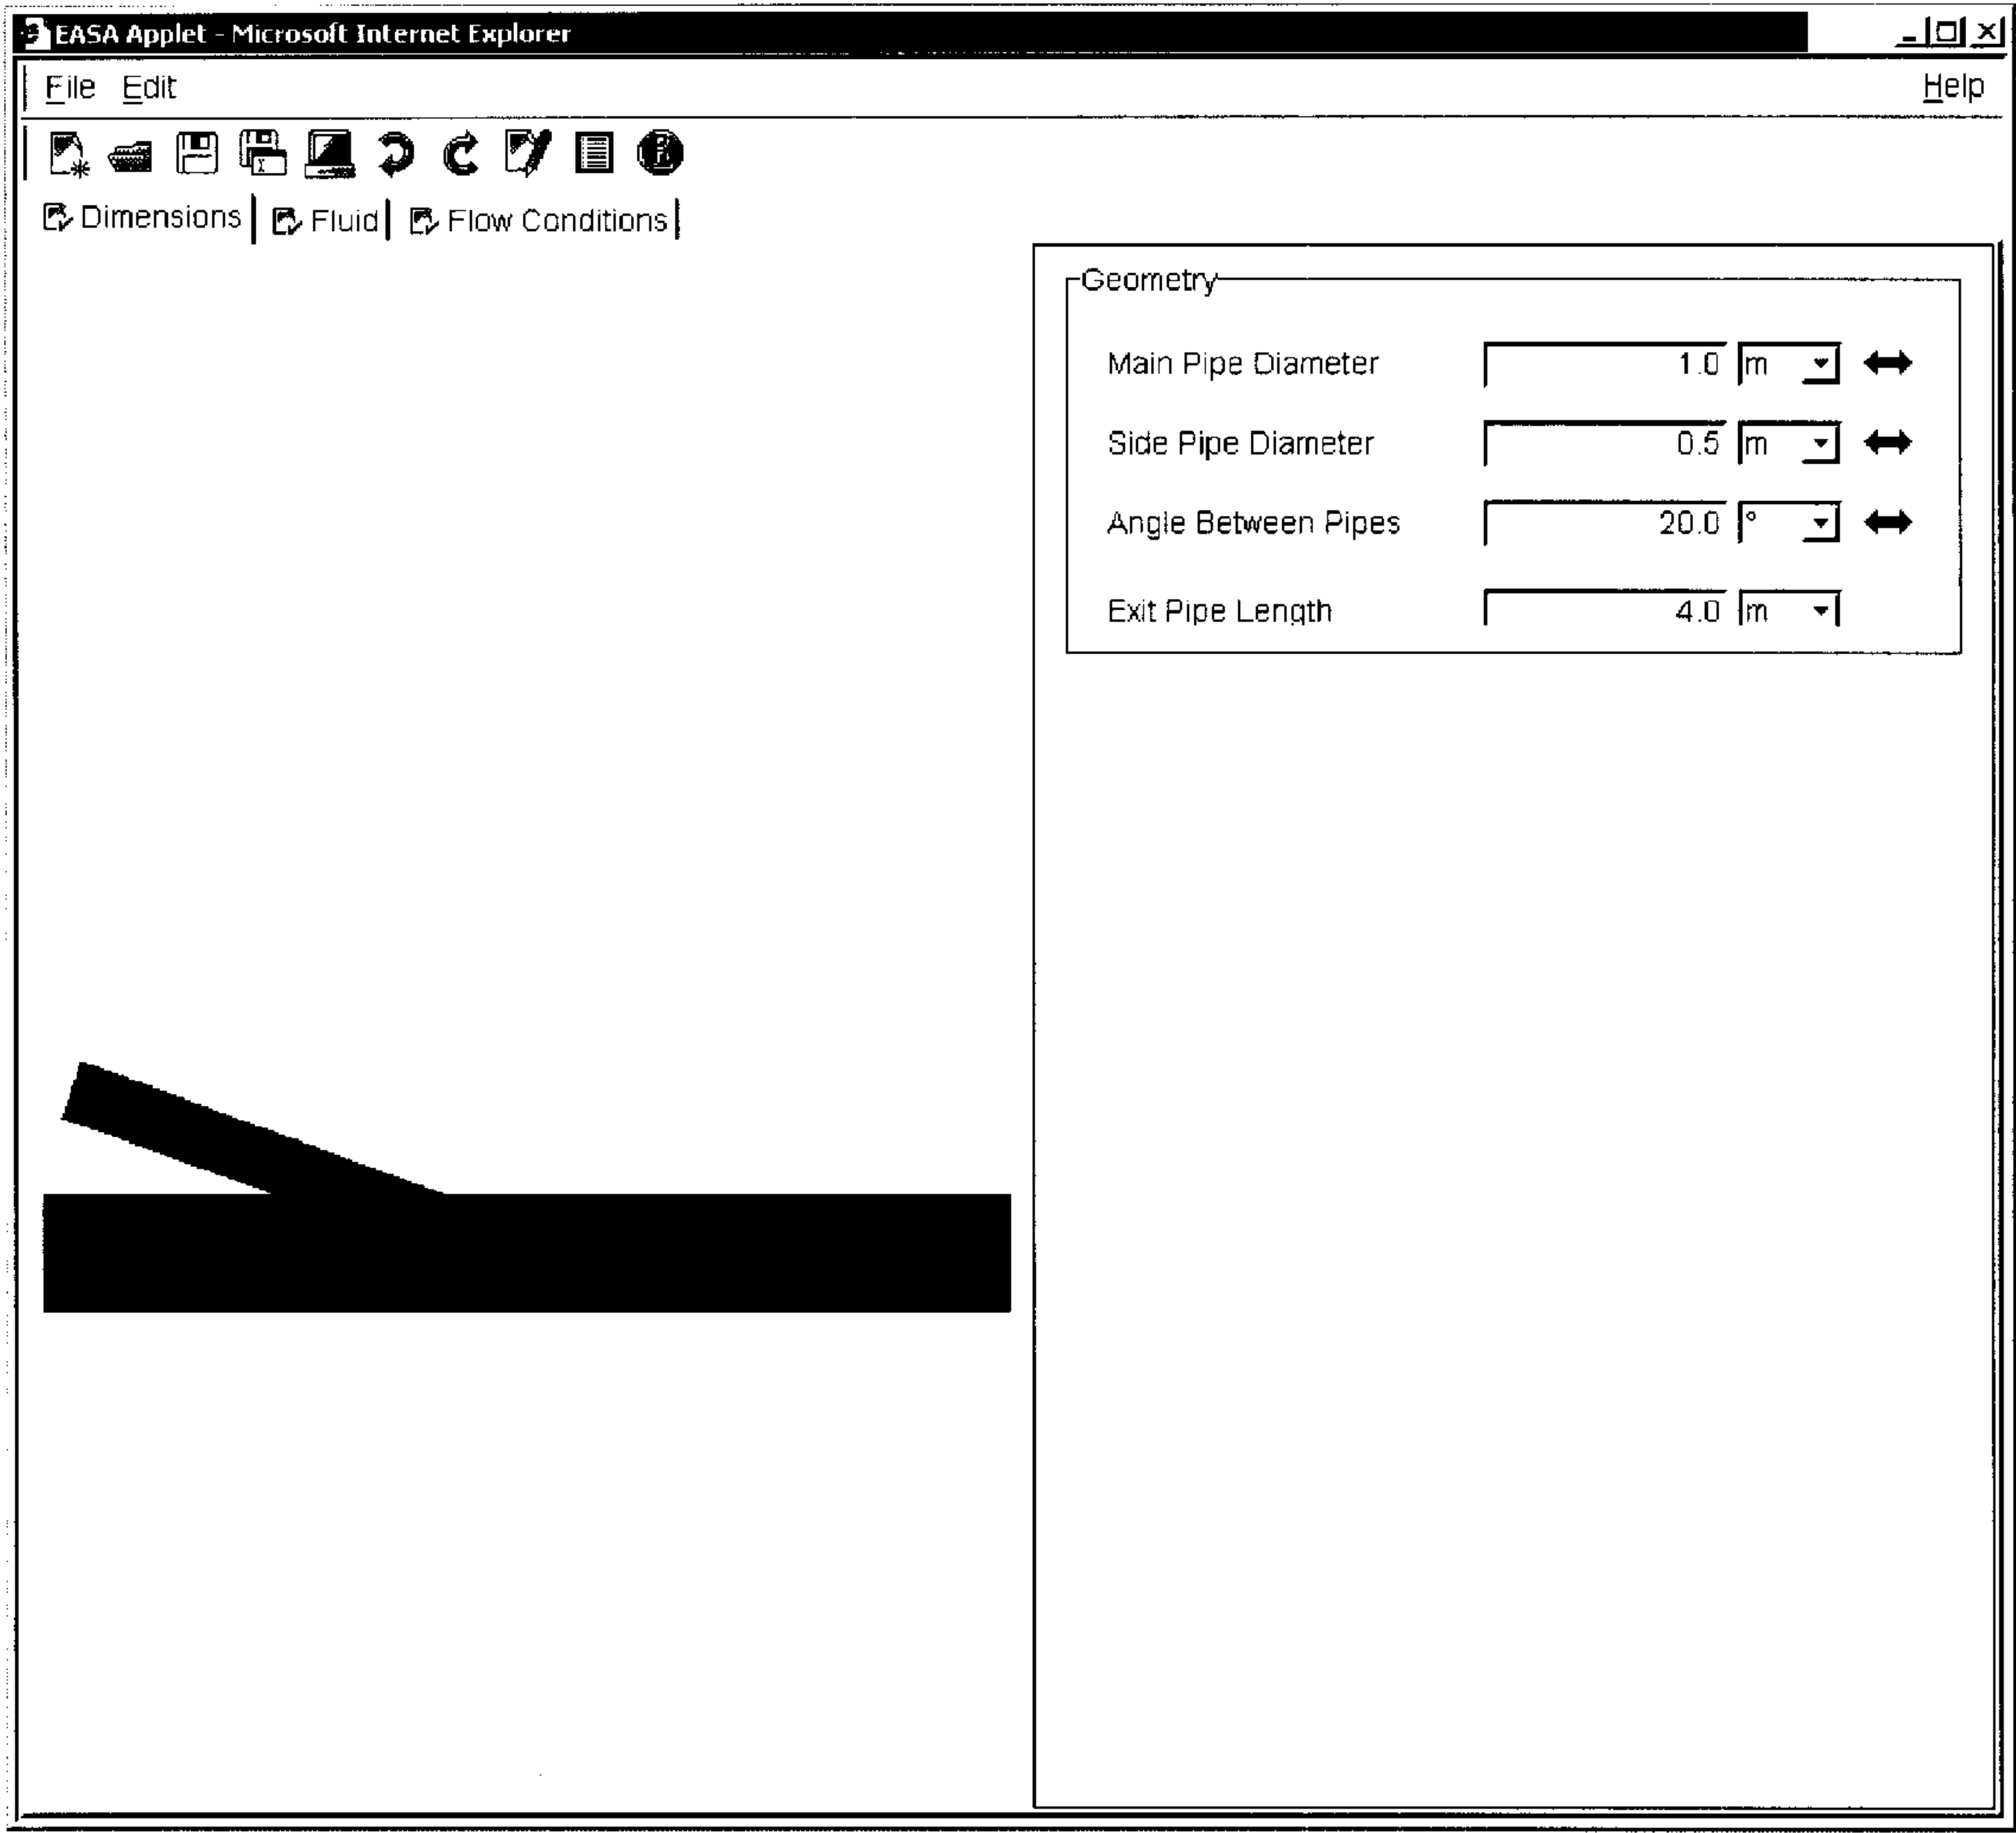 EASA Applet - Microsoft Internet Explorer
File Edit Help
Dimensions Fluid Flow Conditions
Geometry
Main Pipe Diameter 1.0 m
Side Pipe Diameter 0.5 m
Angle Between Pipes 20.0 °
Exit Pipe Length 4.0 m